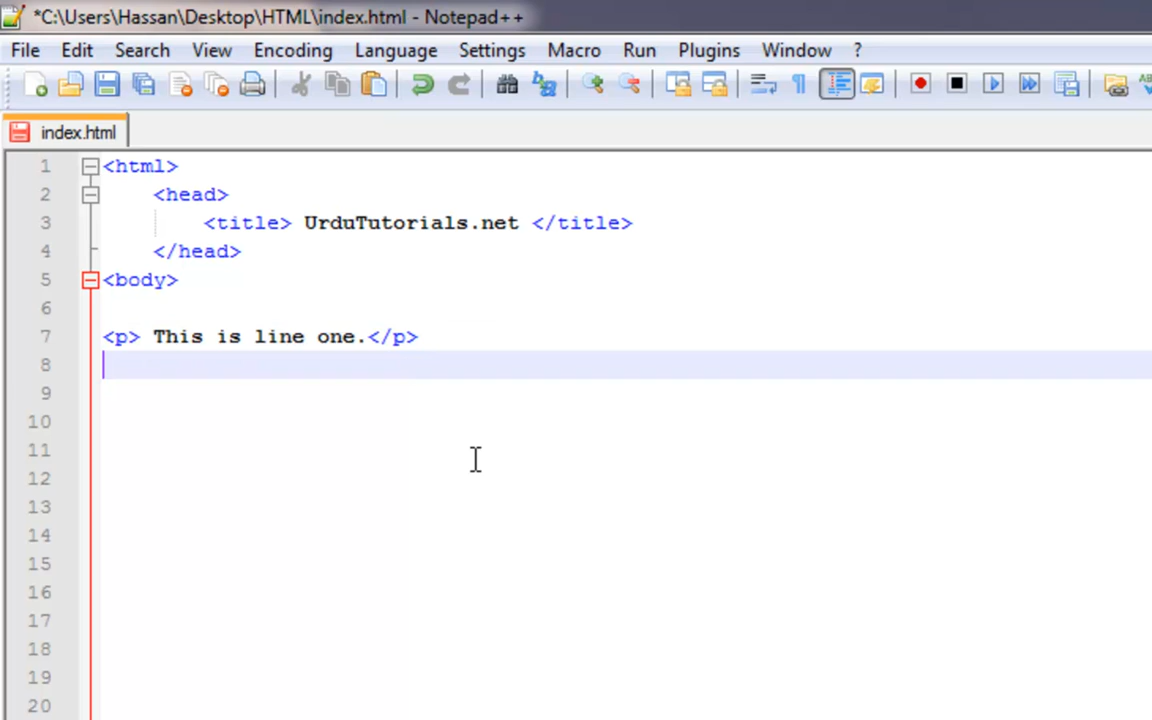 *C:\Users\Hassan\Desktop\HTML\index.html - Notepad++
File Edit Search View Encoding Language Settings Macro Run Plugins Window ?
index.html
1 <html>
2 <head>
3 <title> UrduTutorials.net </title>
4 </head>
5 <body>
6
7 <p> This is line one.</p>
8
9
10
11
12
13
14
15
16
17
18
19
20